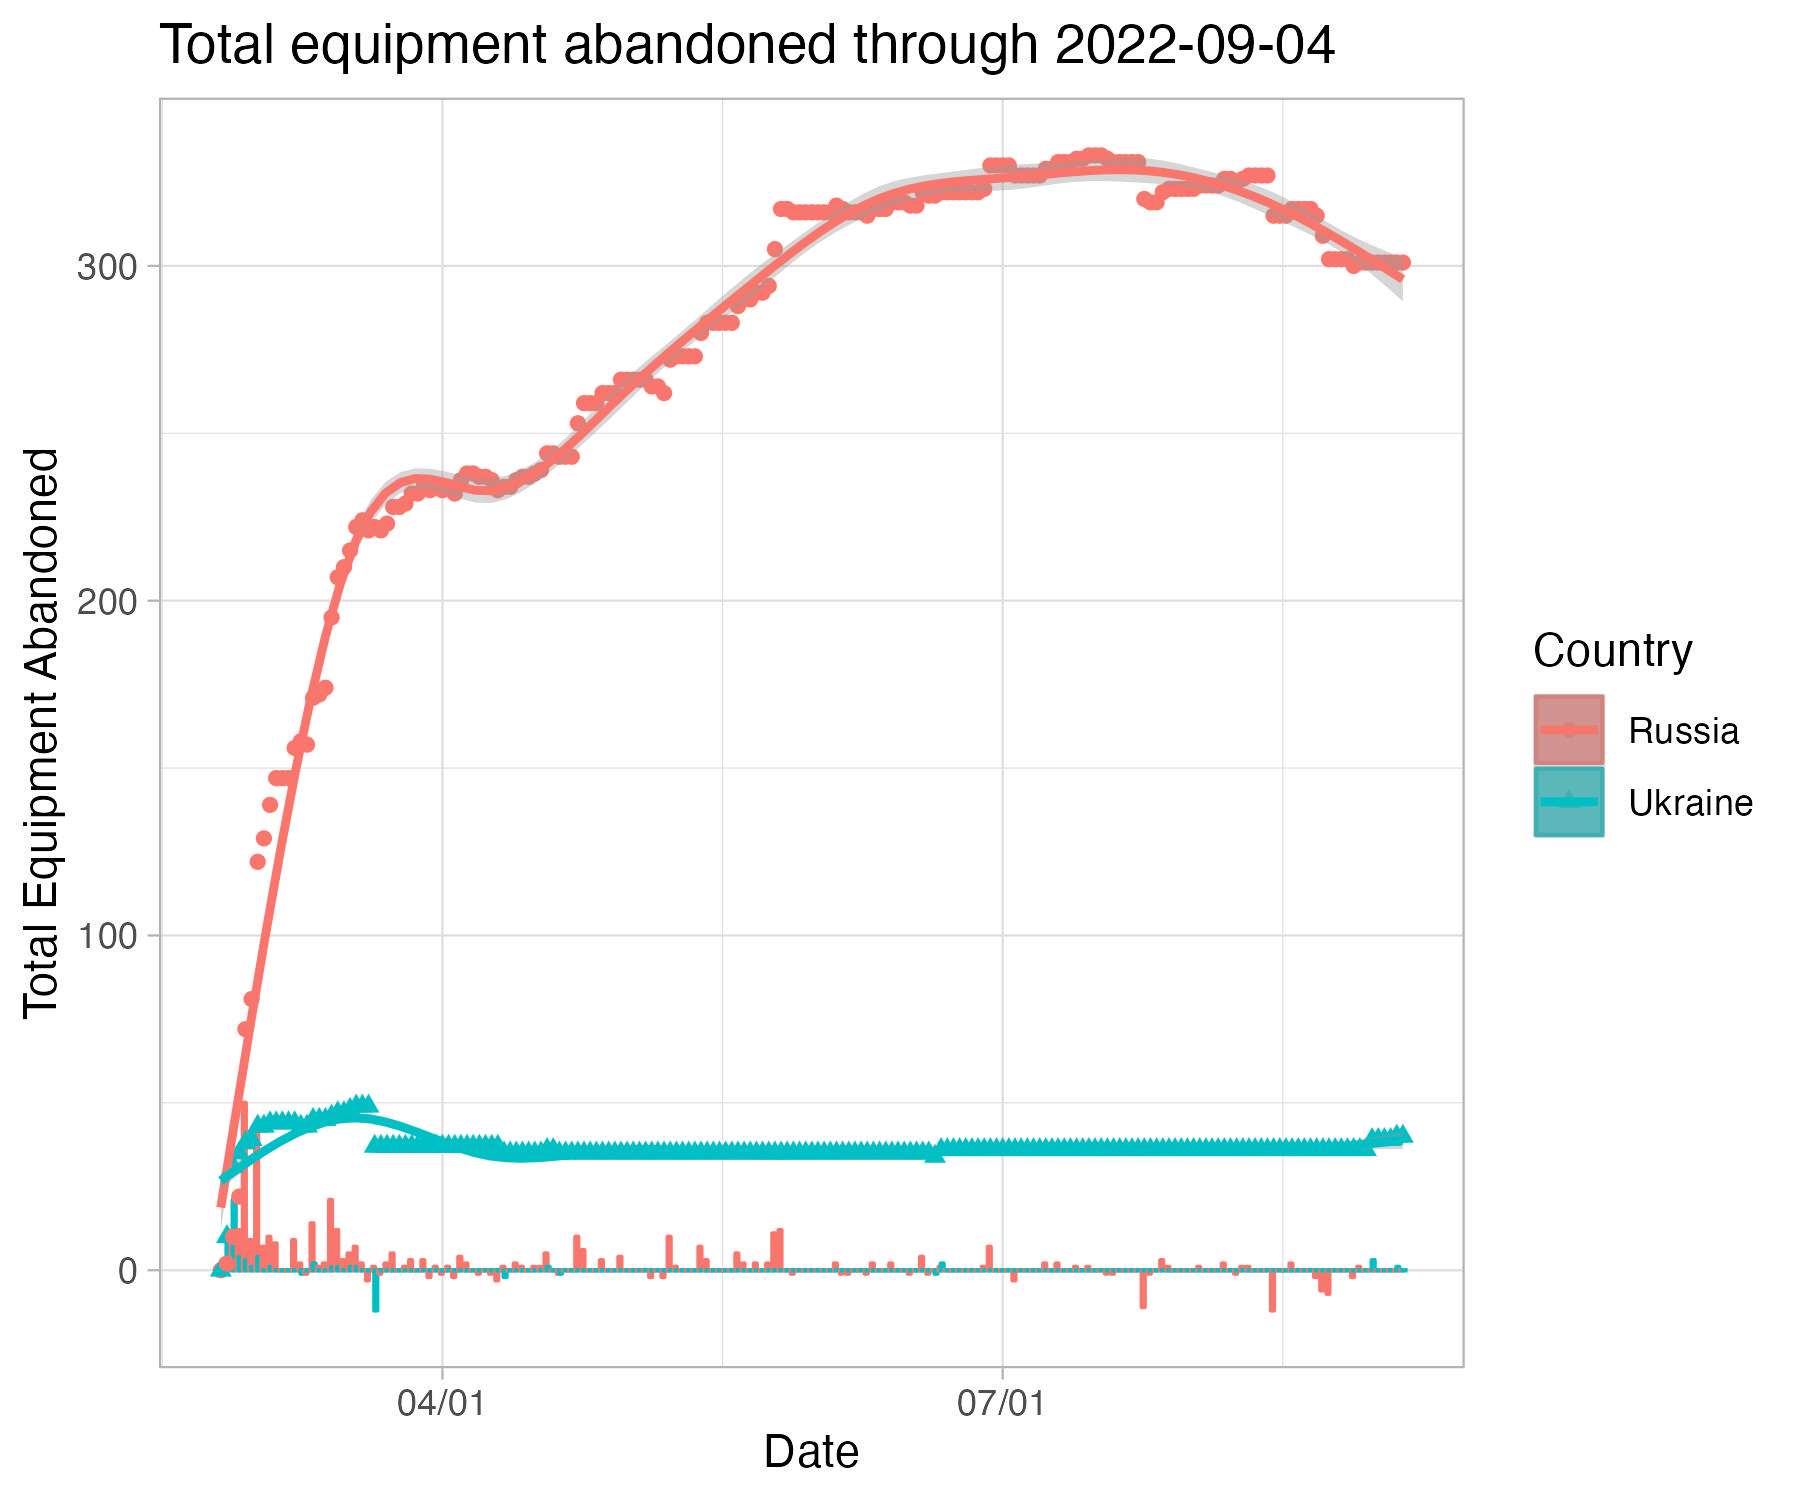 Total equipment abandoned through 2022-09-04
Total Equipment Abandoned
300
200
100
0
04/01
07/01
Date
Country
Russia
Ukraine